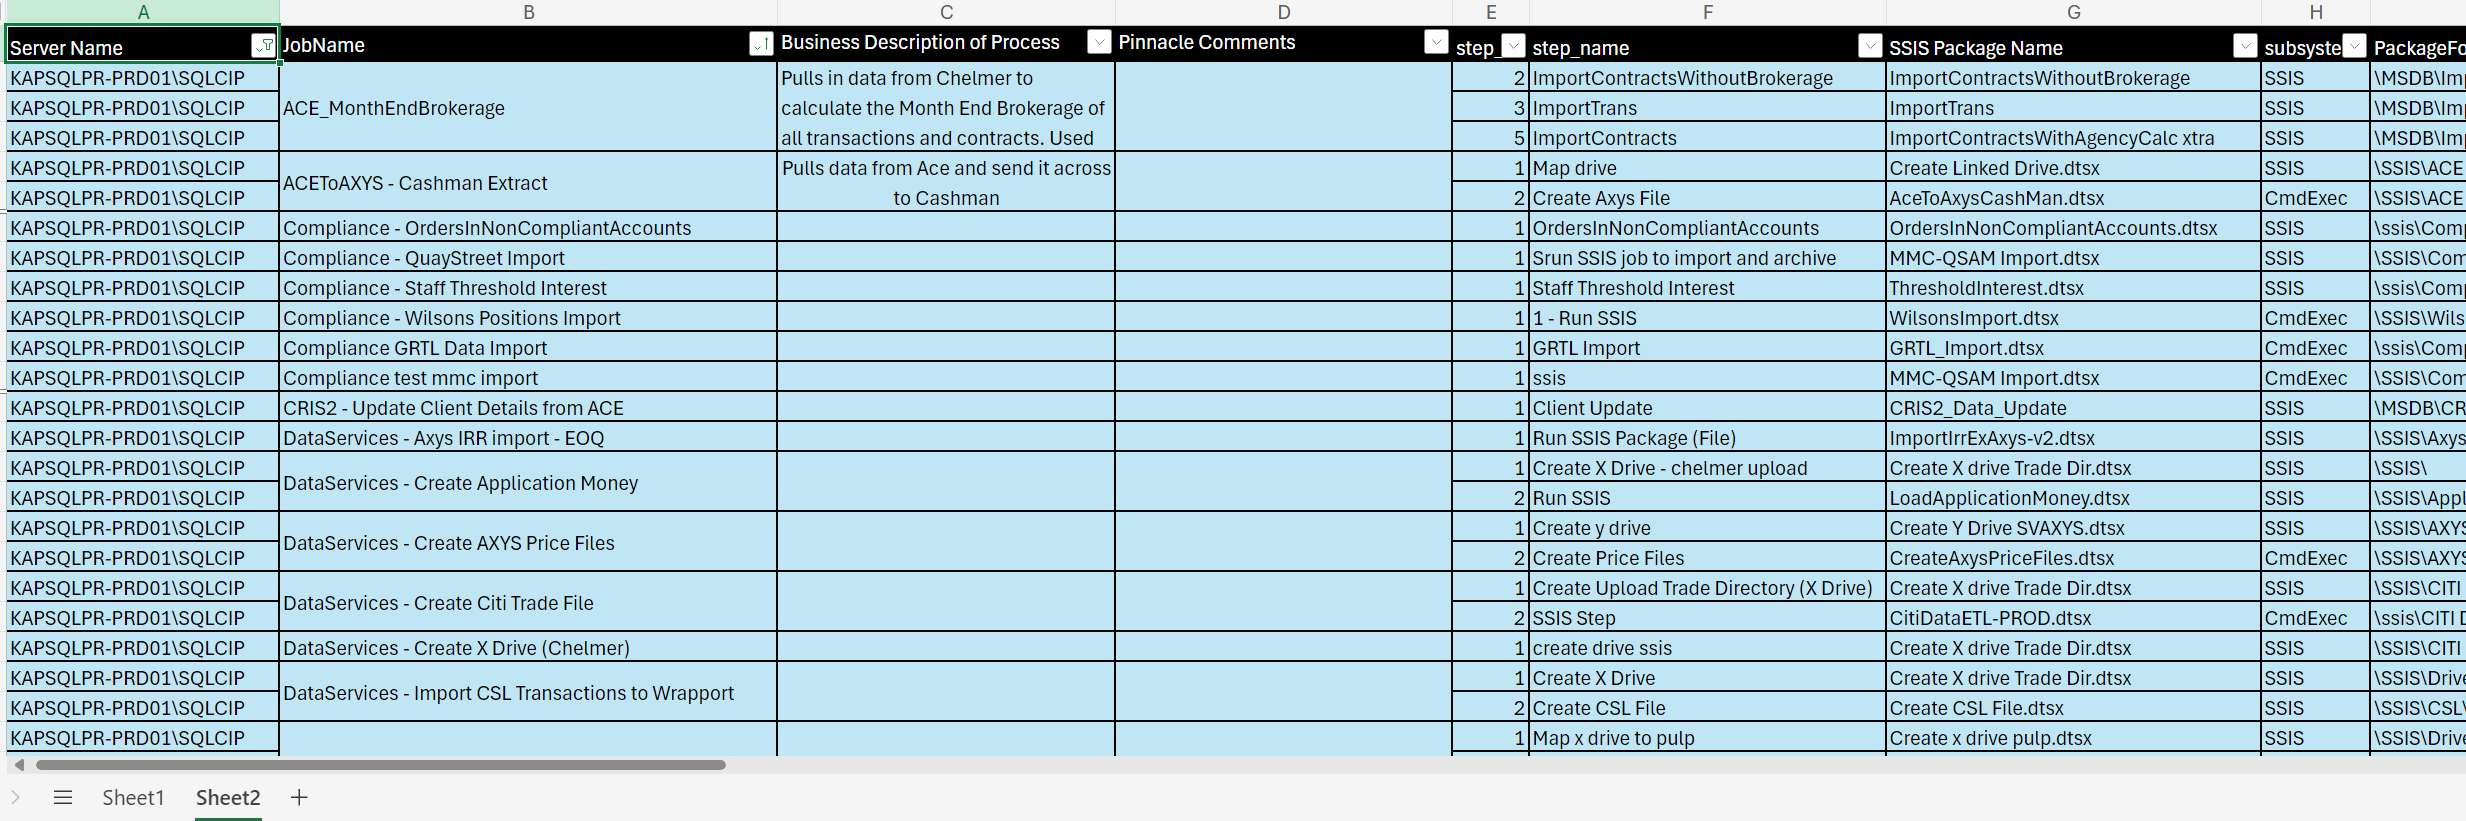 A B C D E F G H
Server Name JobName Business Description of Process Pinnacle Comments step_ step_name SSIS Package Name subsyste PackageFo
KAPSQLPR-PRD01\SQLCIP ACE_MonthEndBrokerage Pulls in data from Chelmer to 2 ImportContractsWithoutBrokerage ImportContractsWithoutBrokerage SSIS \MSDB\Imp
KAPSQLPR-PRD01\SQLCIP calculate the Month End Brokerage of 3 ImportTrans ImportTrans SSIS \MSDB\Imp
KAPSQLPR-PRD01\SQLCIP all transactions and contracts. Used 5 ImportContracts ImportContractsWithAgencyCalc xtra SSIS \MSDB\Imp
KAPSQLPR-PRD01\SQLCIP ACEToAXYS - Cashman Extract Pulls data from Ace and send it across 1 Map drive Create Linked Drive.dtsx SSIS \SSIS\ACE
KAPSQLPR-PRD01\SQLCIP to Cashman 2 Create Axys File AceToAxysCashMan.dtsx CmdExec \SSIS\ACE
KAPSQLPR-PRD01\SQLCIP Compliance - OrdersInNonCompliantAccounts 1 OrdersInNonCompliantAccounts OrdersInNonCompliantAccounts.dtsx SSIS \ssis\Comp
KAPSQLPR-PRD01\SQLCIP Compliance - QuayStreet Import 1 Srun SSIS job to import and archive MMC-QSAM Import.dtsx SSIS \SSIS\Com
KAPSQLPR-PRD01\SQLCIP Compliance - Staff Threshold Interest 1 Staff Threshold Interest ThresholdInterest.dtsx SSIS \ssis\Comp
KAPSQLPR-PRD01\SQLCIP Compliance - Wilsons Positions Import 1 1 - Run SSIS WilsonsImport.dtsx CmdExec \SSIS\Wils
KAPSQLPR-PRD01\SQLCIP Compliance GRTL Data Import 1 GRTL Import GRTL_Import.dtsx CmdExec \ssis\Comp
KAPSQLPR-PRD01\SQLCIP Compliance test mmc import 1 ssis MMC-QSAM Import.dtsx CmdExec \SSIS\Com
KAPSQLPR-PRD01\SQLCIP CRIS2 - Update Client Details from ACE 1 Client Update CRIS2_Data_Update SSIS \MSDB\CR
KAPSQLPR-PRD01\SQLCIP DataServices - Axys IRR import - EOQ 1 Run SSIS Package (File) ImportIrrExAxys-v2.dtsx SSIS \SSIS\Axys
KAPSQLPR-PRD01\SQLCIP DataServices - Create Application Money 1 Create X Drive - chelmer upload Create X drive Trade Dir.dtsx SSIS \SSIS\
KAPSQLPR-PRD01\SQLCIP 2 Run SSIS LoadApplicationMoney.dtsx SSIS \SSIS\Appl
KAPSQLPR-PRD01\SQLCIP DataServices - Create AXYS Price Files 1 Create y drive Create Y Drive SVAXYS.dtsx SSIS \SSIS\AXYS
KAPSQLPR-PRD01\SQLCIP 2 Create Price Files CreateAxysPriceFiles.dtsx CmdExec \SSIS\AXYS
KAPSQLPR-PRD01\SQLCIP DataServices - Create Citi Trade File 1 Create Upload Trade Directory (X Drive) Create X drive Trade Dir.dtsx SSIS \SSIS\CITI
KAPSQLPR-PRD01\SQLCIP 2 SSIS Step CitiDataETL-PROD.dtsx CmdExec \ssis\CITI D
KAPSQLPR-PRD01\SQLCIP DataServices - Create X Drive (Chelmer) 1 create drive ssis Create X drive Trade Dir.dtsx SSIS \SSIS\CITI
KAPSQLPR-PRD01\SQLCIP DataServices - Import CSL Transactions to Wrapport 1 Create X Drive Create X drive Trade Dir.dtsx SSIS \SSIS\Drive
KAPSQLPR-PRD01\SQLCIP 2 Create CSL File Create CSL File.dtsx SSIS \SSIS\CSL\
KAPSQLPR-PRD01\SQLCIP 1 Map x drive to pulp Create x drive pulp.dtsx SSIS \SSIS\Drive
Sheet1 Sheet2